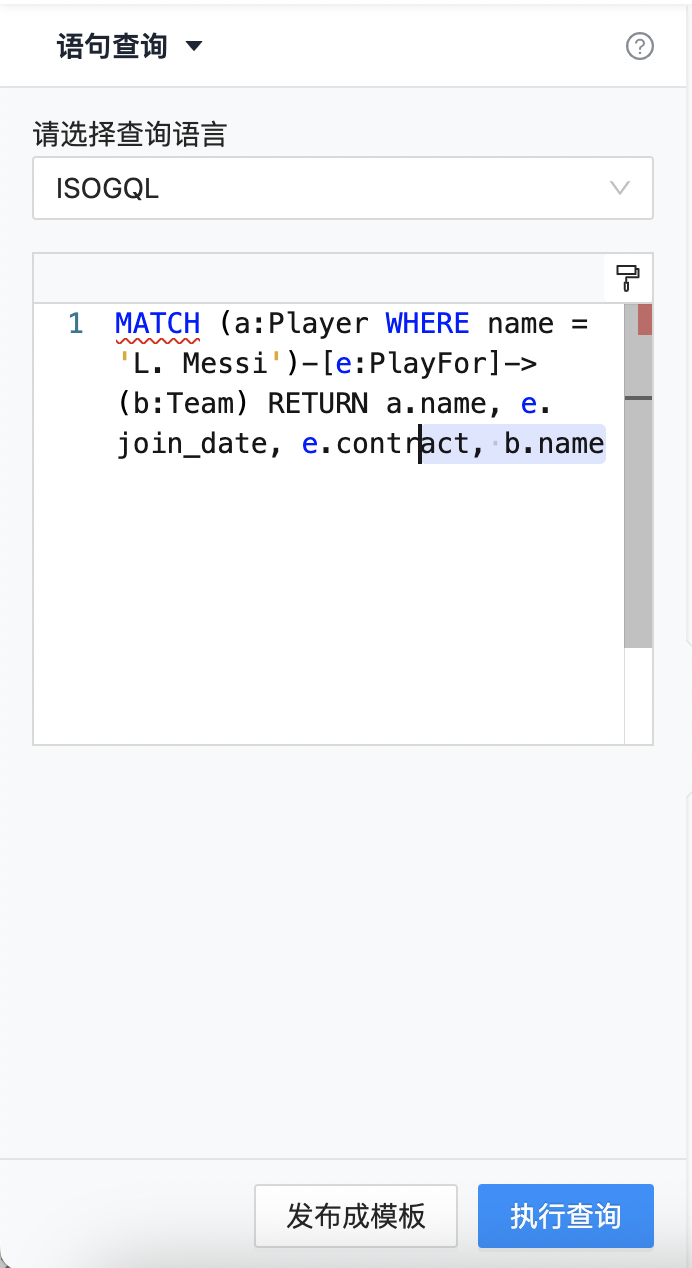 语句查询
请选择查询语言
ISOGQL
1 MATCH (a:Player WHERE name =
'L. Messi')-[e:PlayFor]->
(b:Team) RETURN a.name, e.
join_date, e.contract, b.name
发布成模板 执行查询